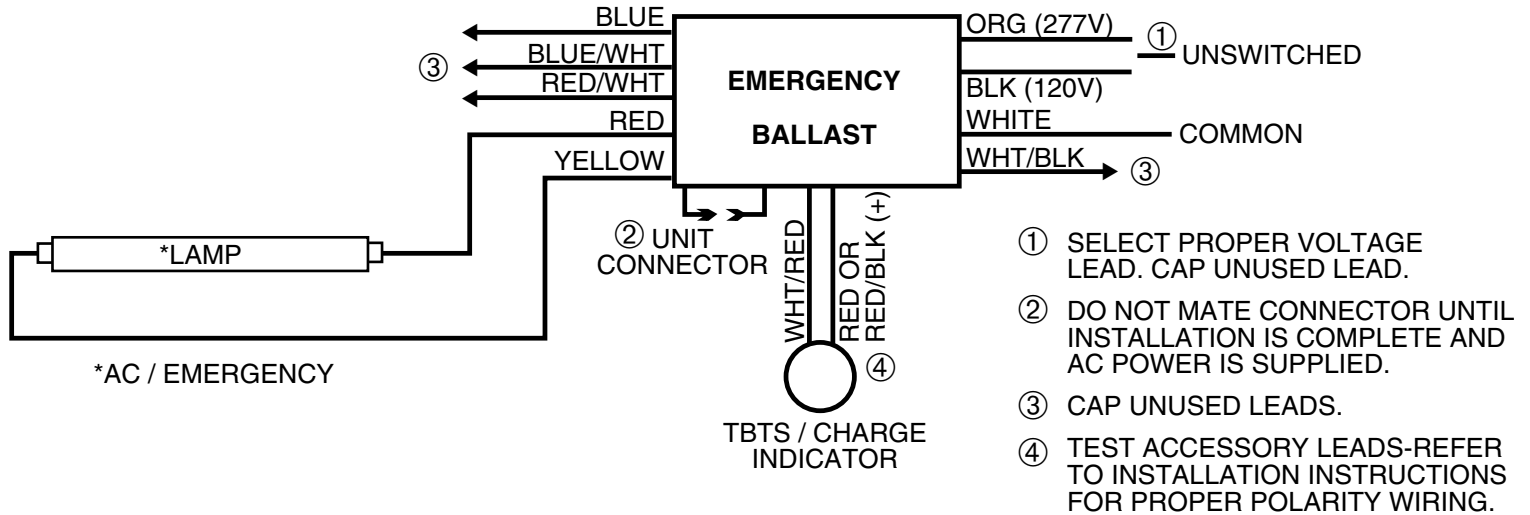 BLUE
BLUE/WHT
③
RED/WHT
RED
YELLOW
EMERGENCY
BALLAST
ORG (277V)
①
UNSWITCHED
BLK (120V)
WHITE
COMMON
WHT/BLK
③
② UNIT
CONNECTOR
WHT/RED
RED OR
RED/BLK (+)
④
TBTS / CHARGE
INDICATOR
*LAMP
*AC / EMERGENCY
① SELECT PROPER VOLTAGE
LEAD. CAP UNUSED LEAD.
② DO NOT MATE CONNECTOR UNTIL
INSTALLATION IS COMPLETE AND
AC POWER IS SUPPLIED.
③ CAP UNUSED LEADS.
④ TEST ACCESSORY LEADS-REFER
TO INSTALLATION INSTRUCTIONS
FOR PROPER POLARITY WIRING.